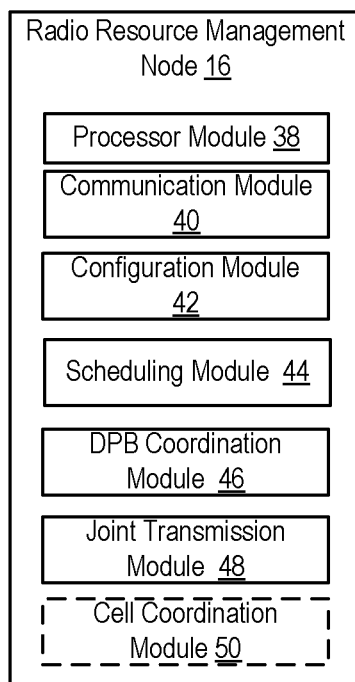 Radio Resource Management
Node 16
Processor Module 38
Communication Module
40
Configuration Module
42
Scheduling Module 44
DPB Coordination
Module 46
Joint Transmission
Module 48
Cell Coordination
Module 50